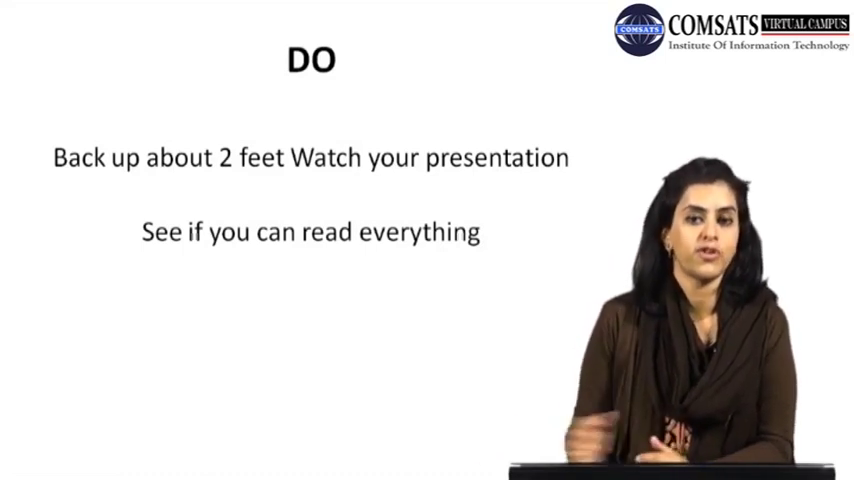 COMSATS
COMSATS VIRTUAL CAMPUS
Institute Of Information Technology
DO
Back up about 2 feet Watch your presentation
See if you can read everything